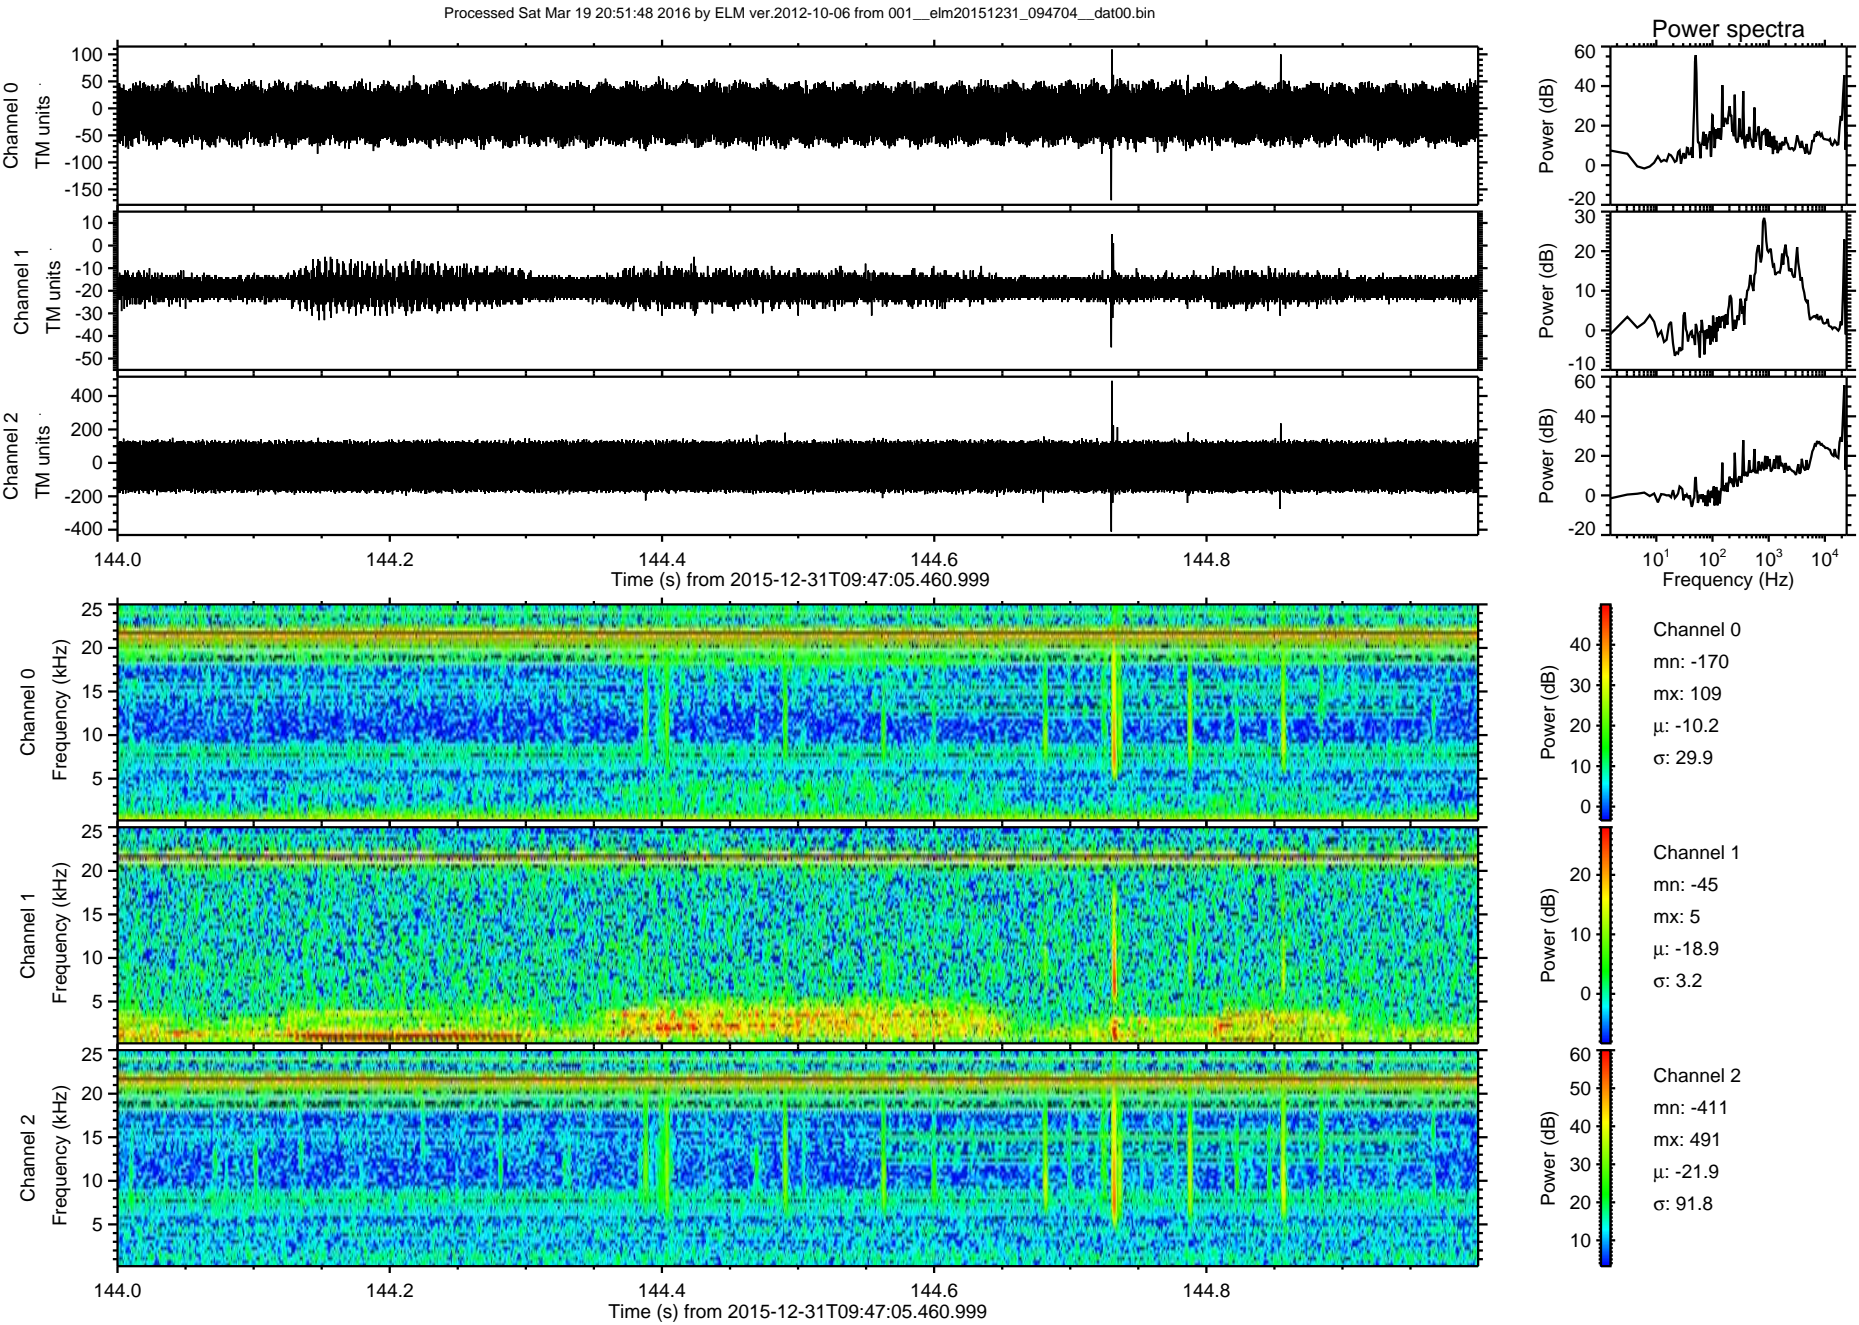 Processed Sat Mar 19 20:51:48 2016 by ELM ver.2012-10-06 from 001__elm20151231_094704__dat00.bin
Power spectra
Channel 0
TM units
100
50
0
-50
-100
-150
Power (dB)
60
40
20
0
-20
Channel 1
TM units
10
0
-10
-20
-30
-40
-50
Power (dB)
30
20
10
0
-10
Channel 2
TM units
400
200
0
-200
-400
Power (dB)
60
40
20
0
-20
144.0 144.2 144.4 144.6 144.8
Time (s) from 2015-12-31T09:47:05.460.999
10^1 10^2 10^3 10^4
Frequency (Hz)
Channel 0
Frequency (kHz)
25
20
15
10
5
Power (dB)
40
30
20
10
0
Channel 0
mn: -170
mx: 109
μ: -10.2
σ: 29.9
Channel 1
Frequency (kHz)
25
20
15
10
5
Power (dB)
20
10
0
Channel 1
mn: -45
mx: 5
μ: -18.9
σ: 3.2
Channel 2
Frequency (kHz)
25
20
15
10
5
Power (dB)
60
50
40
30
20
10
Channel 2
mn: -411
mx: 491
μ: -21.9
σ: 91.8
144.0 144.2 144.4 144.6 144.8
Time (s) from 2015-12-31T09:47:05.460.999